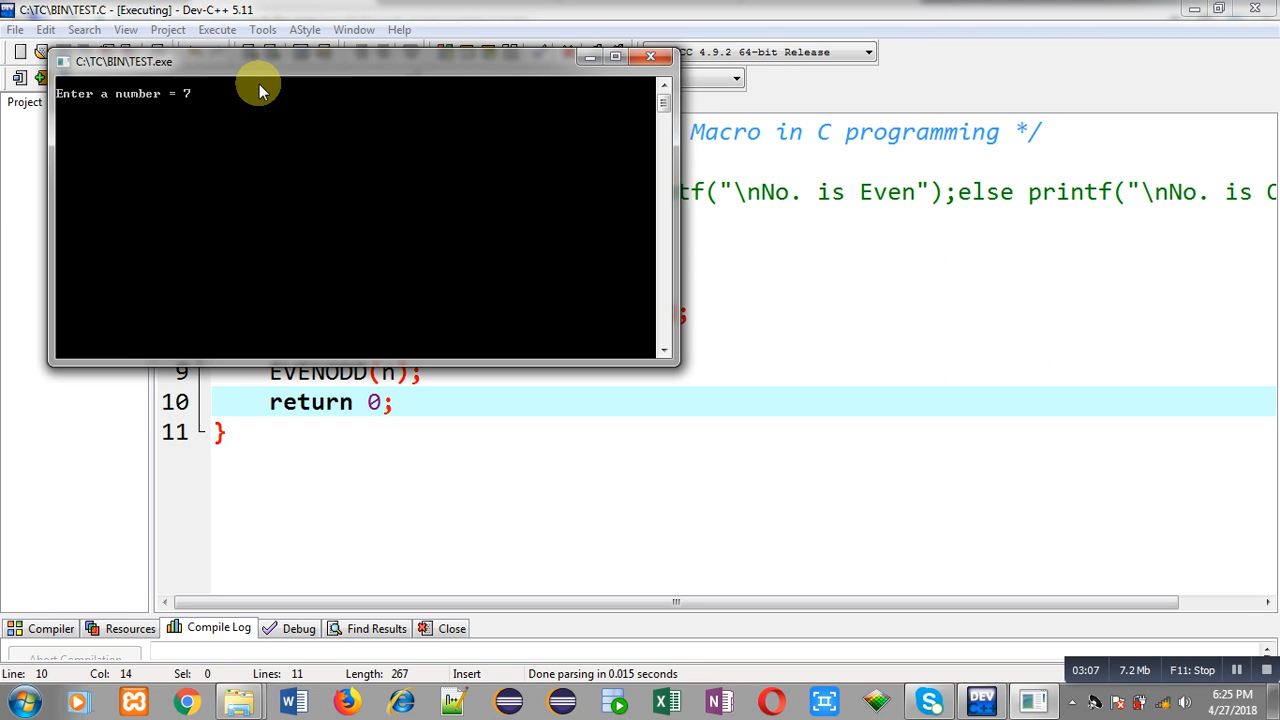 C:\TC\BIN\TEST.C - [Executing] - Dev-C++ 5.11
File Edit Search View Project Execute Tools AStyle Window Help
C:\TC\BIN\TEST.exe
CC 4.9.2 64-bit Release
Enter a number = 7
Project
Macro in C programming */
tf("\nNo. is Even");else printf("\nNo. is
;
9 EVENODD(n);
10 return 0;
11 }
Compiler Resources Compile Log Debug Find Results Close
Abort Compilation
Line: 10 Col: 14 Sel: 0 Lines: 11 Length: 267 Insert Done parsing in 0.015 seconds
03:07 7.2 Mb F11: Stop
DEV
6:25 PM
4/27/2018